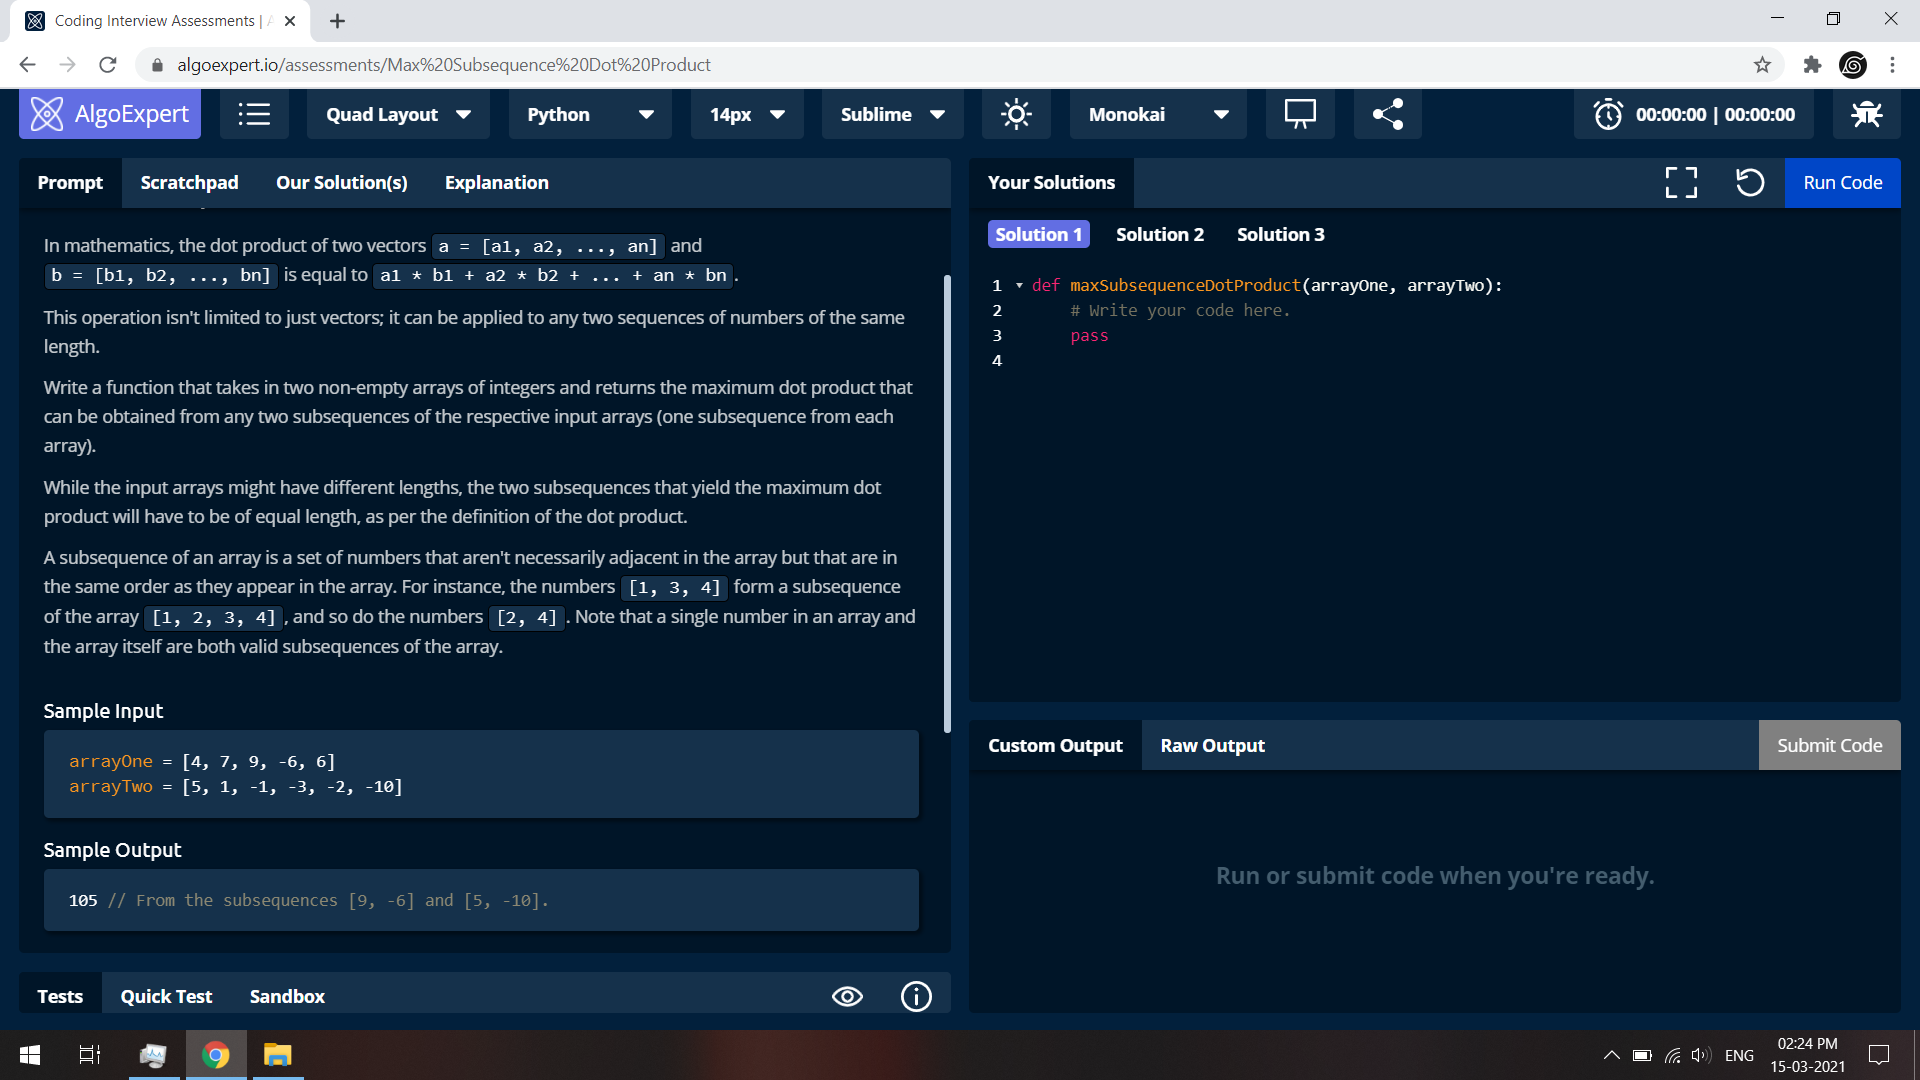 Coding Interview Assessments |
algoexpert.io/assessments/Max%20Subsequence%20Dot%20Product
AlgoExpert
Quad Layout
Python
14px
Sublime
Monokai
00:00:00 | 00:00:00
Prompt
Scratchpad
Our Solution(s)
Explanation
In mathematics, the dot product of two vectors a = [a1, a2, ..., an] and
b = [b1, b2, ..., bn] is equal to a1 * b1 + a2 * b2 + ... + an * bn.
This operation isn't limited to just vectors; it can be applied to any two sequences of numbers of the same
length.
Write a function that takes in two non-empty arrays of integers and returns the maximum dot product that
can be obtained from any two subsequences of the respective input arrays (one subsequence from each
array).
While the input arrays might have different lengths, the two subsequences that yield the maximum dot
product will have to be of equal length, as per the definition of the dot product.
A subsequence of an array is a set of numbers that aren't necessarily adjacent in the array but that are in
the same order as they appear in the array. For instance, the numbers [1, 3, 4] form a subsequence
of the array [1, 2, 3, 4], and so do the numbers [2, 4]. Note that a single number in an array and
the array itself are both valid subsequences of the array.
Sample Input
arrayOne = [4, 7, 9, -6, 6]
arrayTwo = [5, 1, -1, -3, -2, -10]
Sample Output
105 // From the subsequences [9, -6] and [5, -10].
Tests
Quick Test
Sandbox
Your Solutions
Run Code
Solution 1
Solution 2
Solution 3
1 def maxSubsequenceDotProduct(arrayOne, arrayTwo):
2 # Write your code here.
3 pass
4
Custom Output
Raw Output
Submit Code
Run or submit code when you're ready.
ENG
02:24 PM
15-03-2021